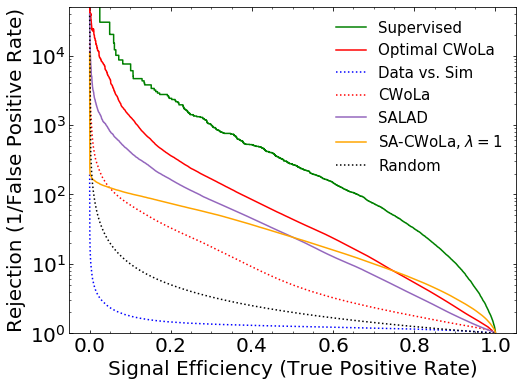 Supervised
Optimal CWoLa
Data vs. Sim
CWoLa
SALAD
SA-CWoLa, λ = 1
Random
Rejection (1/False Positive Rate)
10⁴
10³
10²
10¹
10⁰
0.0 0.2 0.4 0.6 0.8 1.0
Signal Efficiency (True Positive Rate)